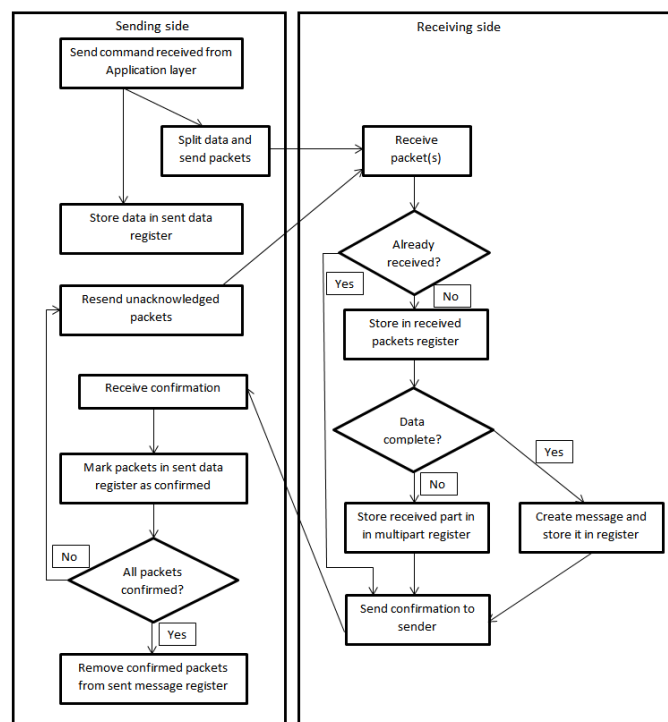 Sending side
Send command received from
Application layer
Split data and
send packets
Store data in sent data
register
Resend unacknowledged
packets
Receive confirmation
Mark packets in sent data
register as confirmed
No
All packets
confirmed?
Yes
Remove confirmed packets
from sent message register
Receiving side
Receive
packet(s)
Already
received?
Yes
No
Store in received
packets register
Data
complete?
Yes
No
Store received part in
in multipart register
Create message and
store it in register
Send confirmation to
sender